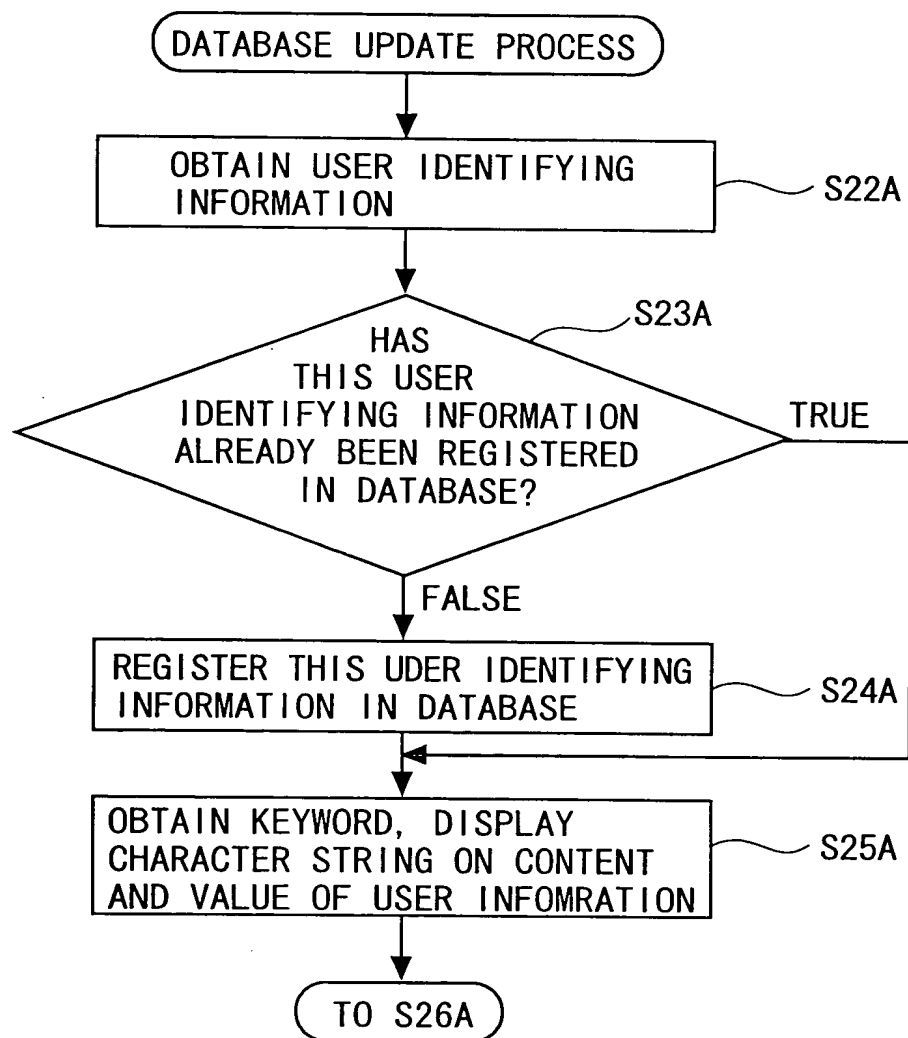 DATABASE UPDATE PROCESS
OBTAIN USER IDENTIFYING
INFORMATION
S22A
S23A
HAS
THIS USER
IDENTIFYING INFORMATION
ALREADY BEEN REGISTERED
IN DATABASE?
TRUE
FALSE
REGISTER THIS UDER IDENTIFYING
INFORMATION IN DATABASE
S24A
OBTAIN KEYWORD, DISPLAY
CHARACTER STRING ON CONTENT
AND VALUE OF USER INFOMRATION
S25A
TO S26A